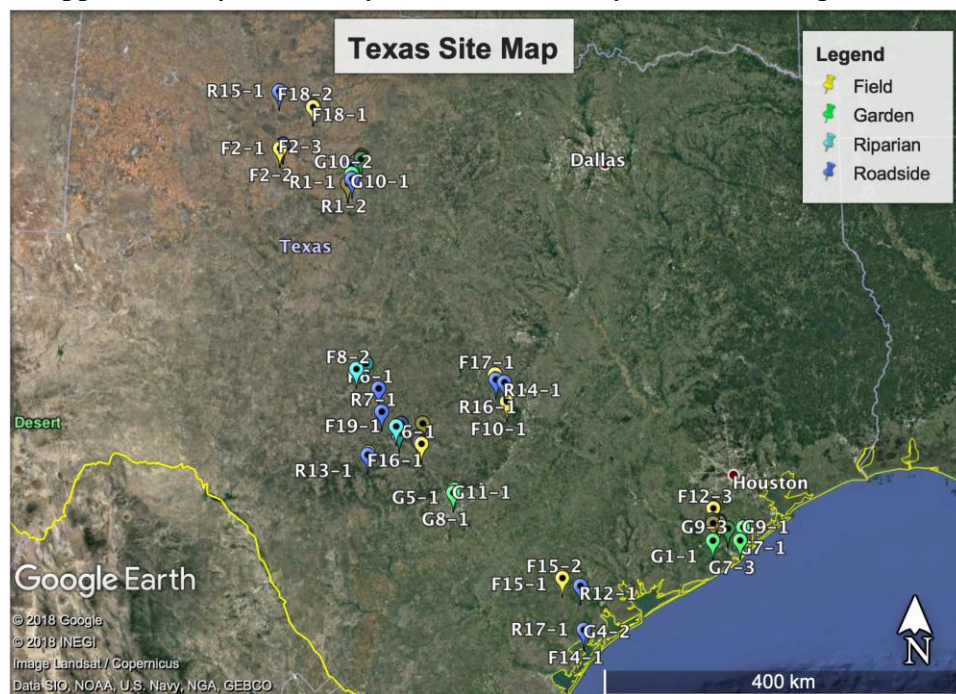 Texas Site Map
Legend
Field
Garden
Riparian
Roadside
R15-1
F18-2
F18-1
F2-1
F2-3
F2-2
G10-2
R1-1
G10-1
R1-2
Dallas
Texas
F8-2
R7-1
F19-1
F16-1
R13-1
F17-1
R14-1
R16-1
F10-1
Desert
G5-1
G11-1
G8-1
Houston
F12-3
G9-3
G9-1
G1-1
G7-1
G7-3
F15-2
F15-1
R12-1
R17-1
G4-2
F14-1
Google Earth
© 2018 Google
© 2018 INEGI
Image Landsat / Copernicus
Data SIO, NOAA, U.S. Navy, NGA, GEBCO
N
400 km